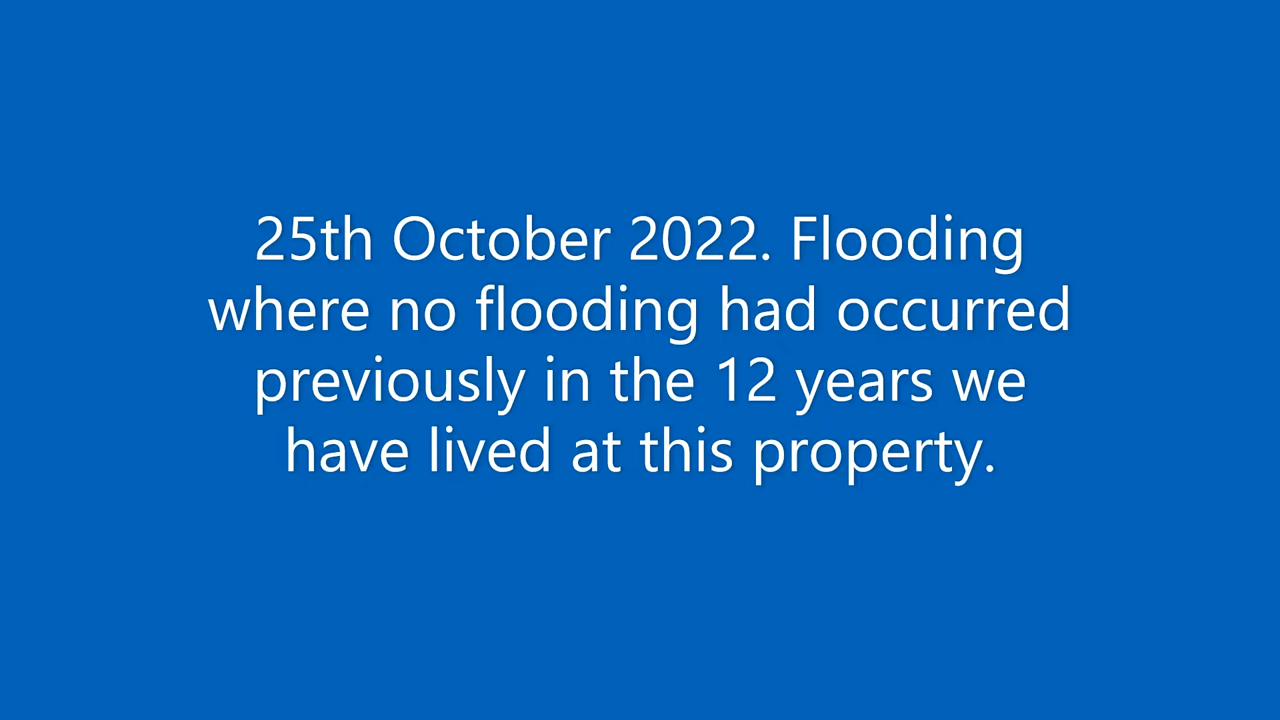 25th October 2022. Flooding
where no flooding had occurred
previously in the 12 years we
have lived at this property.